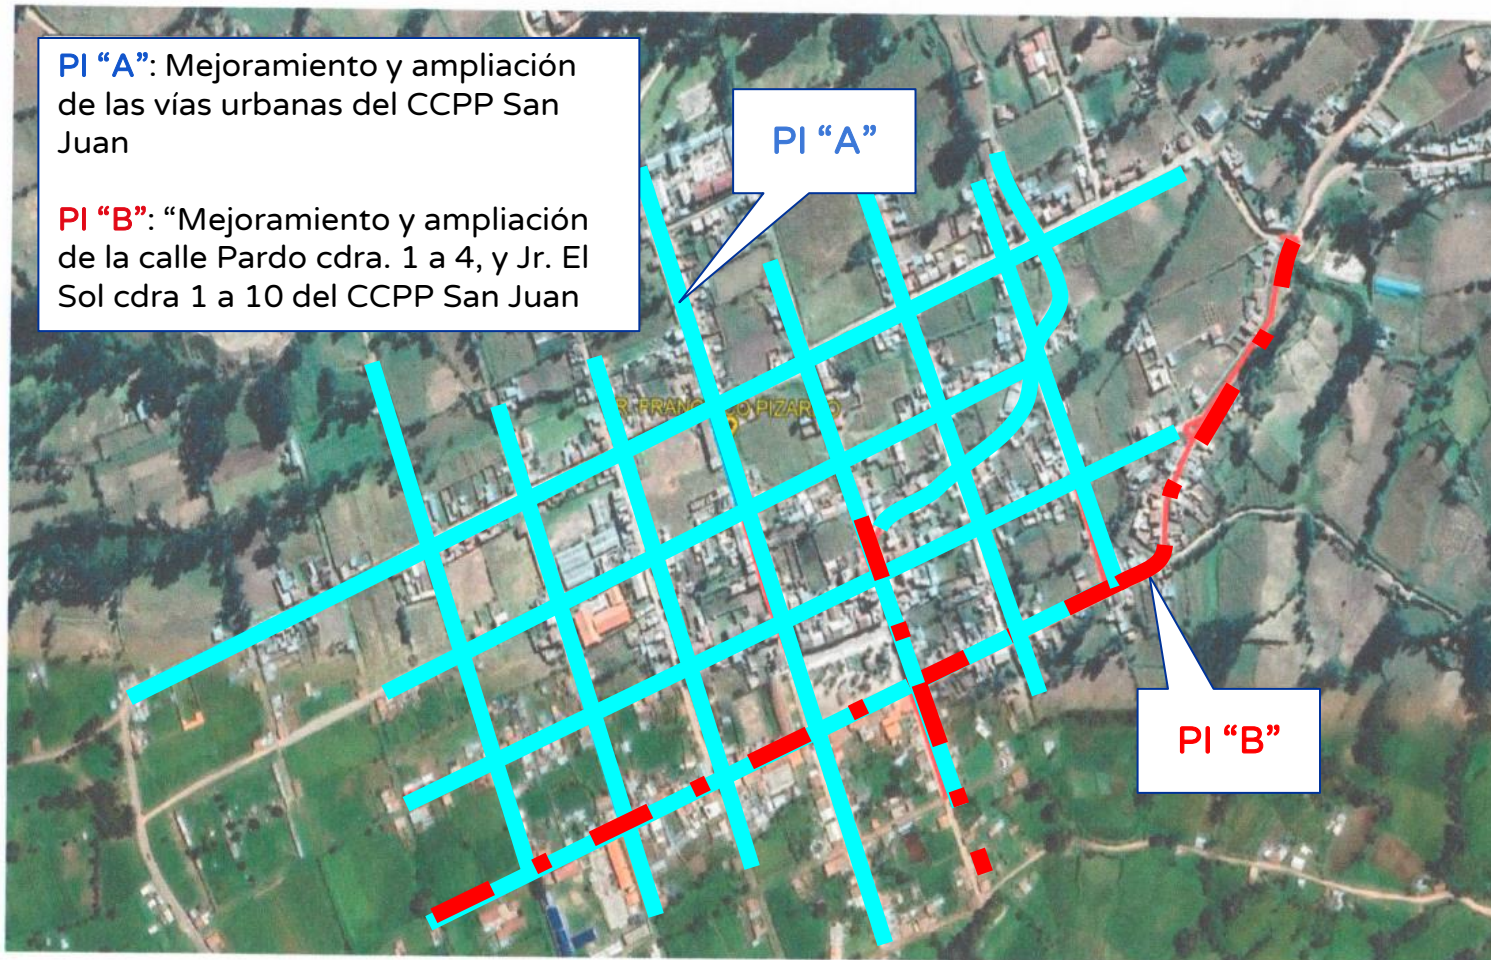 PI “A”: Mejoramiento y ampliación
de las vías urbanas del CCPP San
Juan
PI “B”: “Mejoramiento y ampliación
de la calle Pardo cdra. 1 a 4, y Jr. El
Sol cdra 1 a 10 del CCPP San Juan
PI “A”
PIZARRO
PI “B”